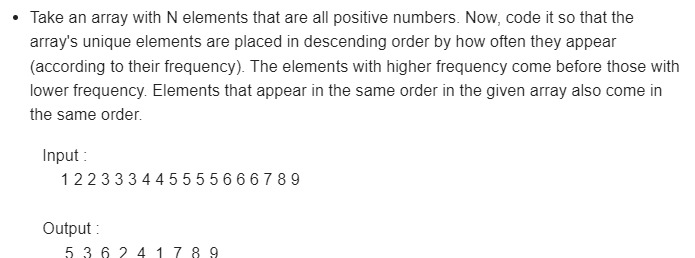 • Take an array with N elements that are all positive numbers. Now, code it so that the
array's unique elements are placed in descending order by how often they appear
(according to their frequency). The elements with higher frequency come before those with
lower frequency. Elements that appear in the same order in the given array also come in
the same order.
Input :
1 2 2 3 3 3 4 4 5 5 5 5 6 6 6 7 8 9
Output :
5 3 6 2 4 1 7 8 9